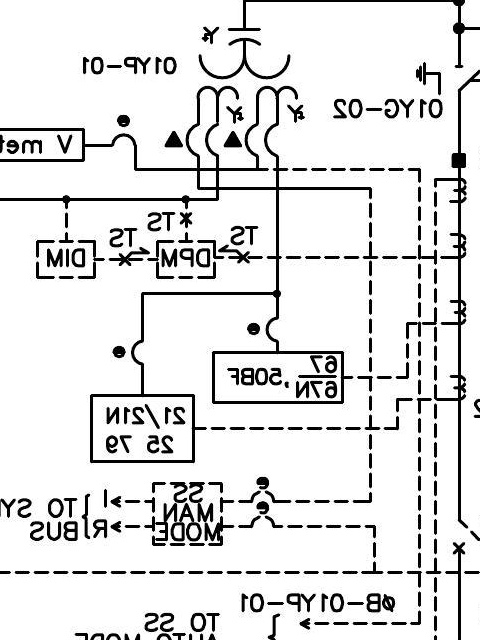 Y
01YP-01
Y
Y
01YG-02
V met
TS
TS
TS
DPM
DIM
67
67N
,50BF
21/21N
25 79
SS
MAN
MODE
I } TO SY
R } BUS
ØB-01YP-01
TO SS
AUTO MODE